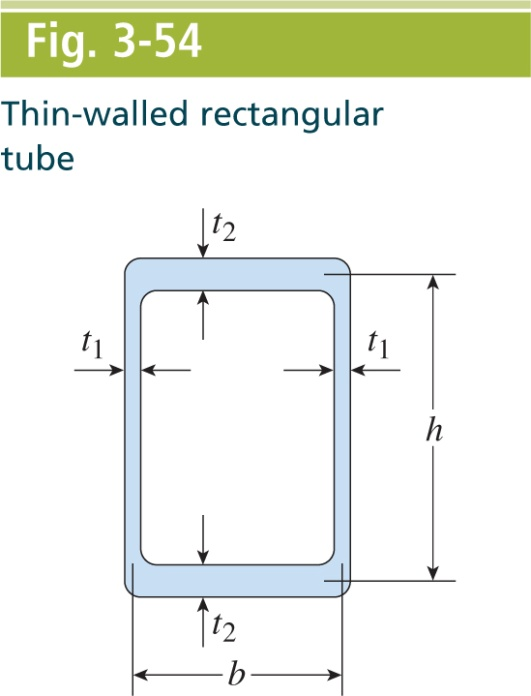 Fig. 3-54
Thin-walled rectangular
tube
t2
t1
t1
h
t2
b